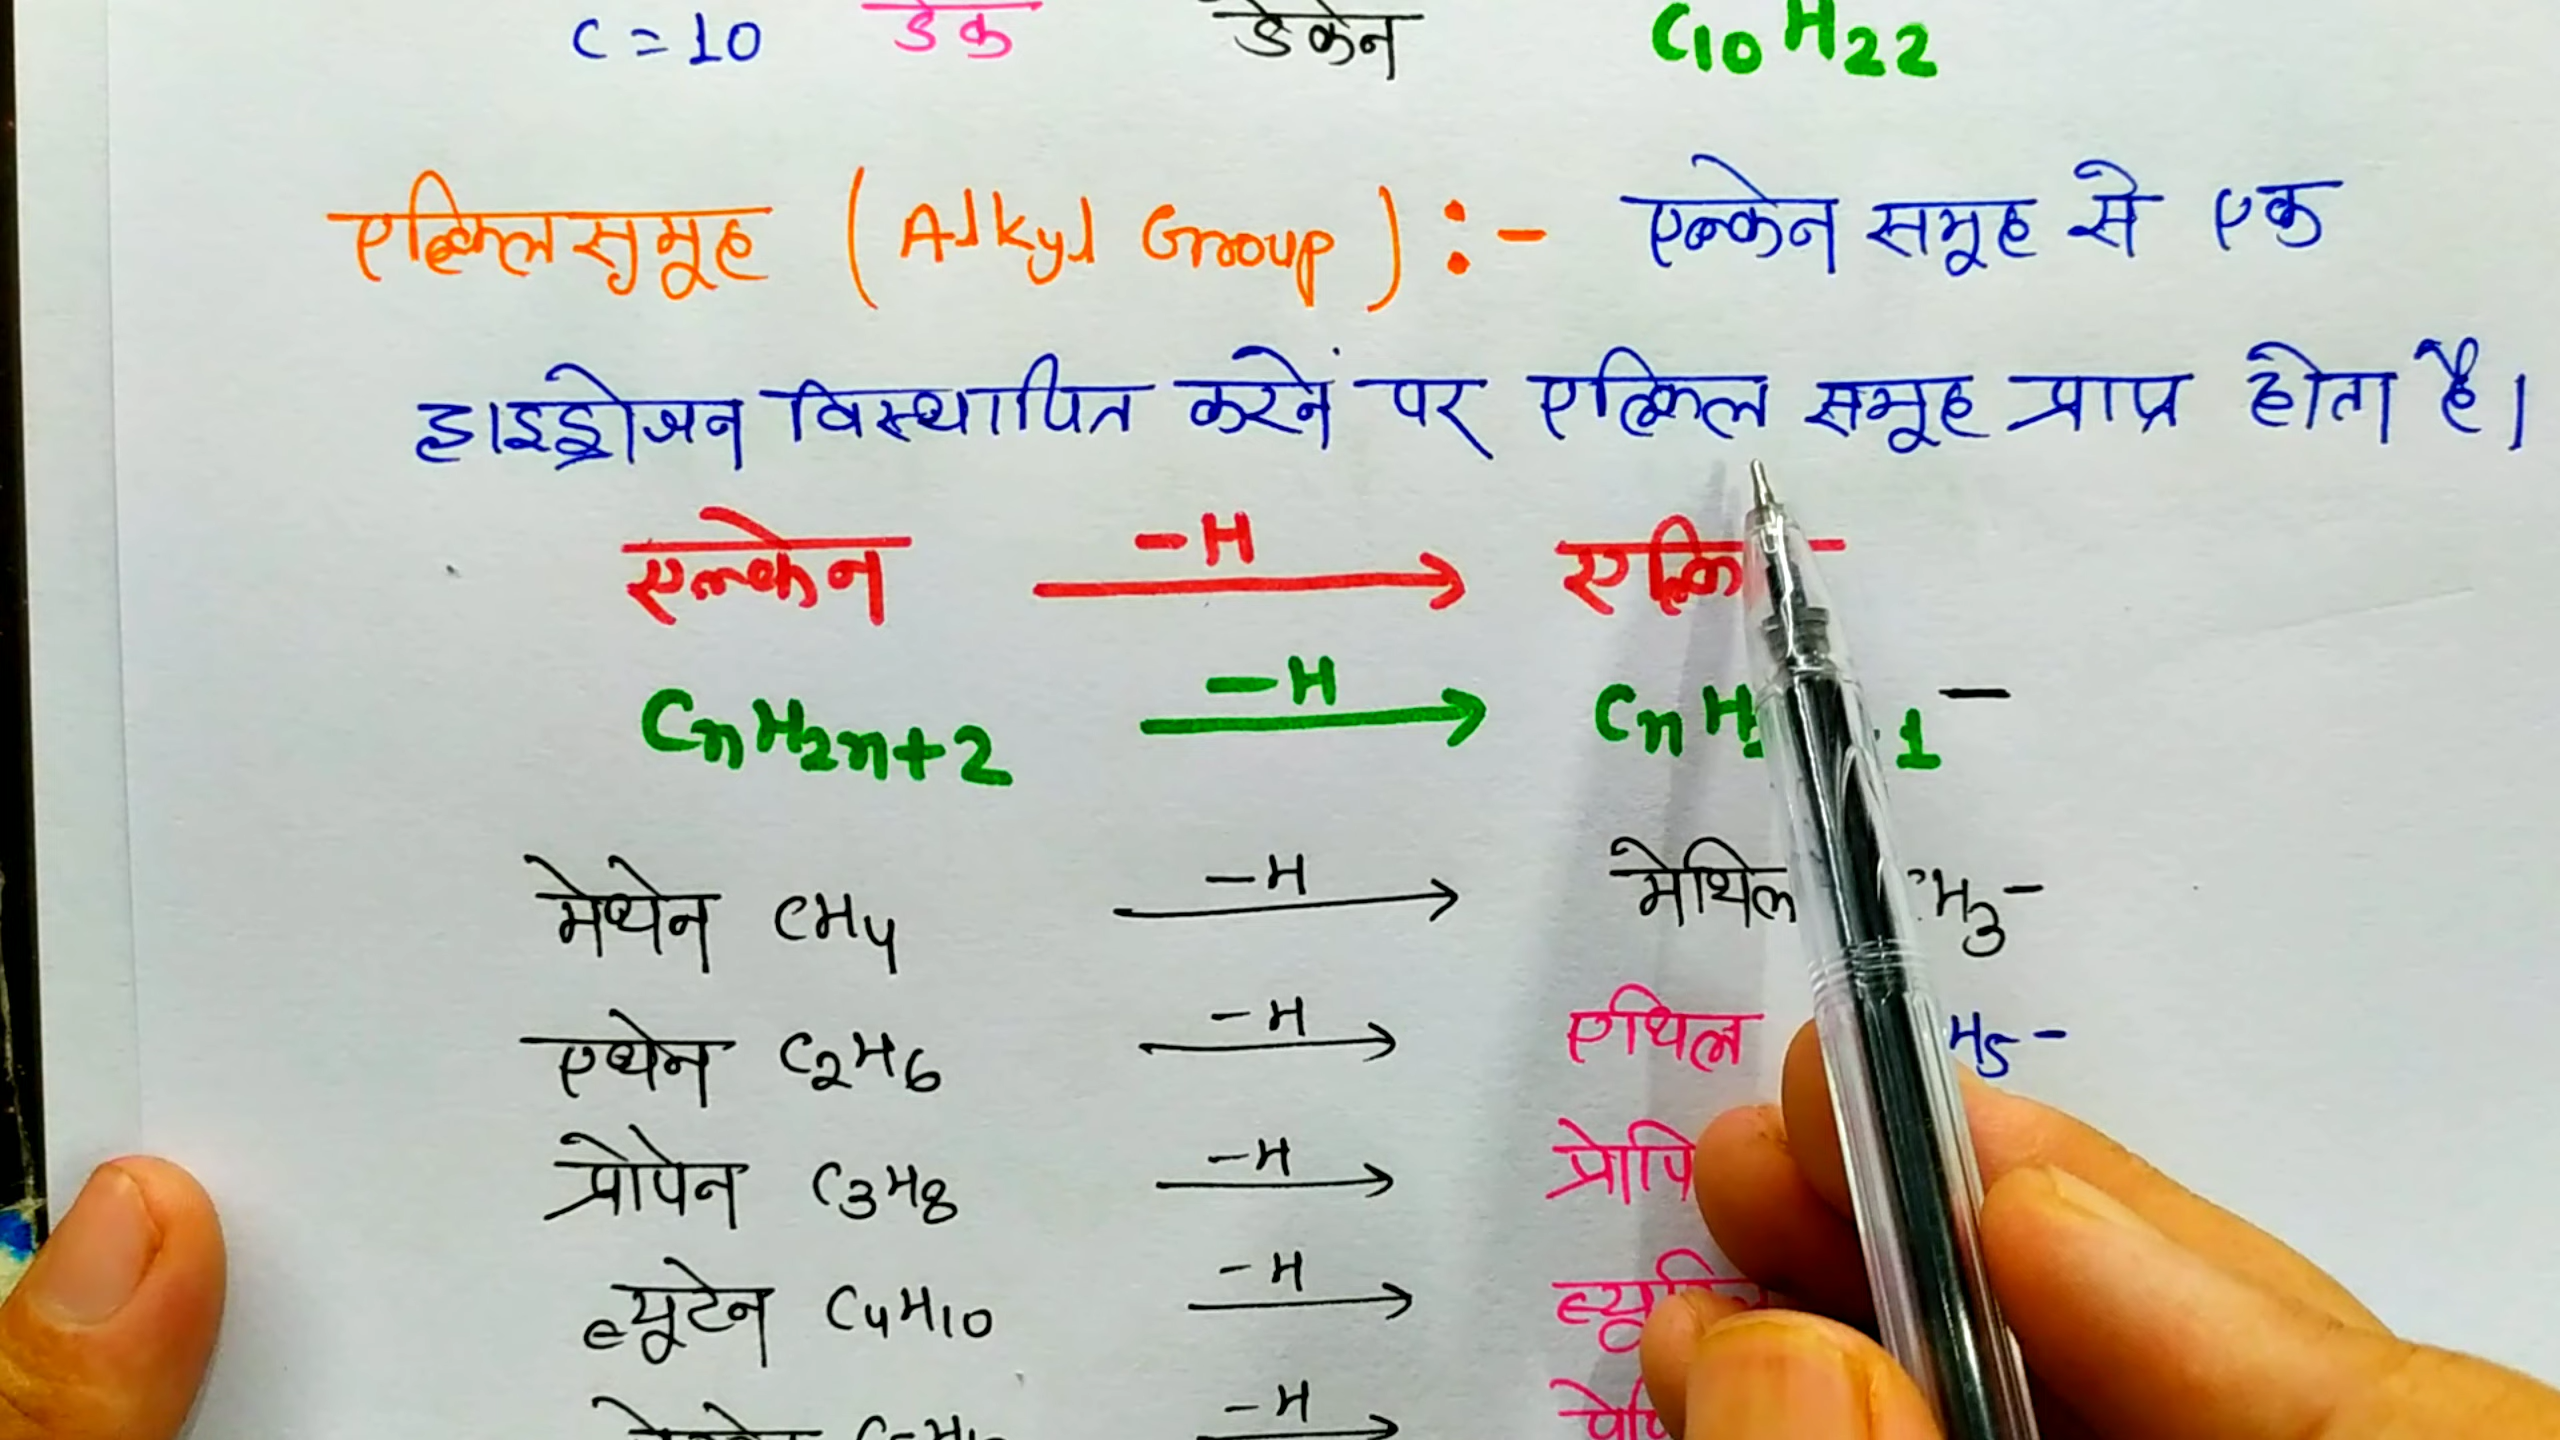 C = 10 डेक डेकेन C10H22
एल्किल समूह (Alkyl Group) :- एल्केन समूह से एक
हाइड्रोजन विस्थापित करनें पर एल्किल समूह प्राप्त होता है।
एल्केन -H
CnH2n+2 -H
मेथेन CH4 -H मेथिल
एथेन C2H6 -H एथिल
प्रोपेन C3H8 -H
ब्यूटेन C4H10 -H
-H